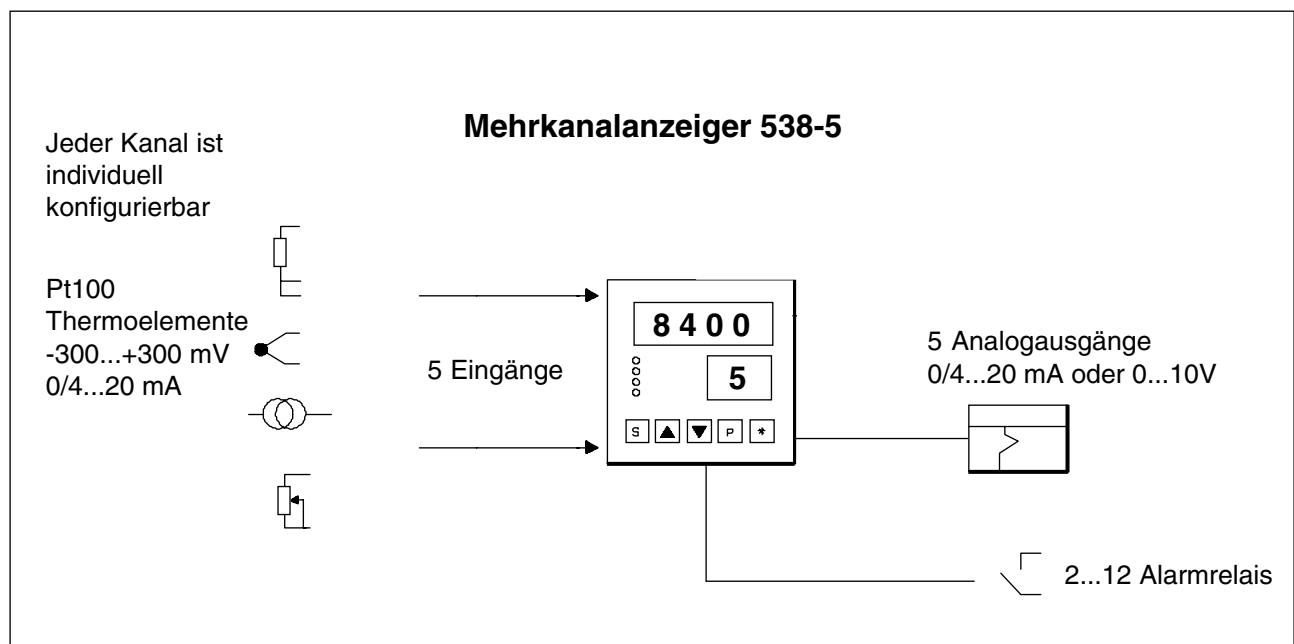 Mehrkanalanzeiger 538-5
Jeder Kanal ist
individuell
konfigurierbar
Pt100
Thermoelemente
-300...+300 mV
0/4...20 mA
5 Eingänge
8400
5
S ▲ ▼ P *
5 Analogausgänge
0/4...20 mA oder 0...10V
2...12 Alarmrelais